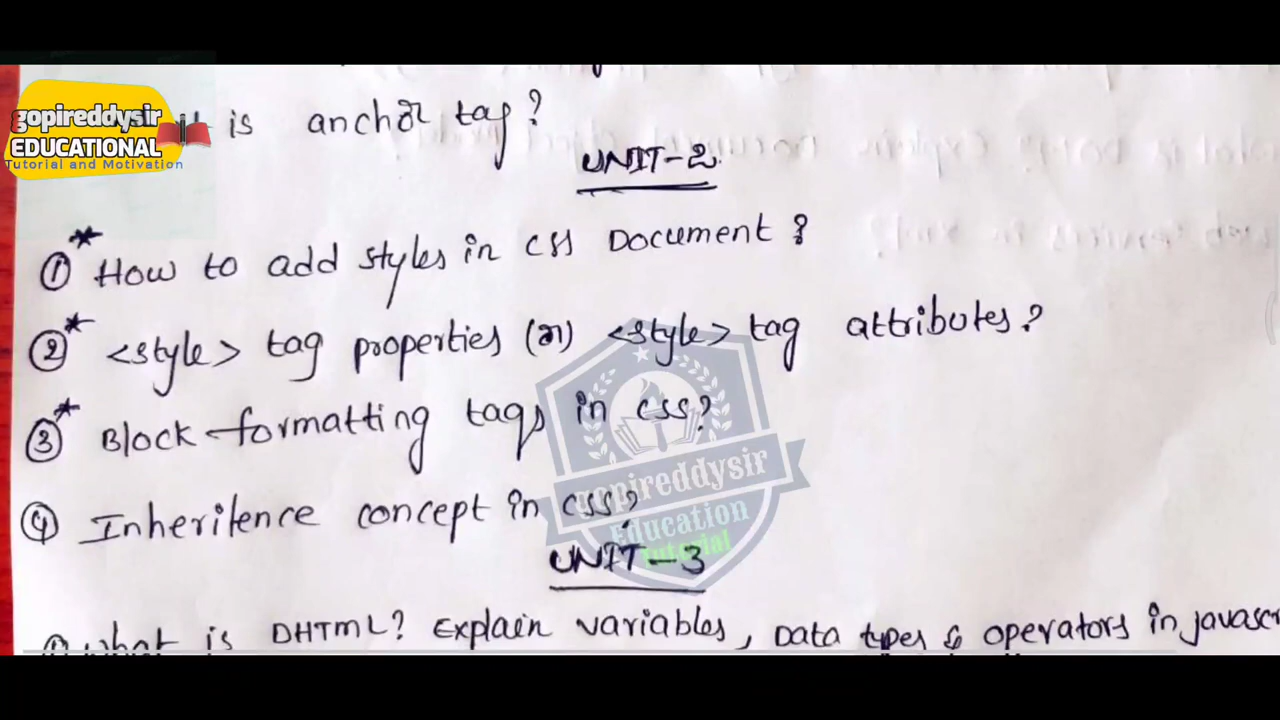 gopireddysir
EDUCATIONAL
Tutorial and Motivation
is anchor tag?
UNIT-2
① * How to add styles in CSS Document?
② * <style> tag properties (or) <style> tag attributes?
③ * Block-formatting tags in CSS?
④ Inheritence concept in CSS?
gopireddysir
Education
Tutorial
UNIT-3
① What is DHTML? Explain variables, Data types & operators in javascr